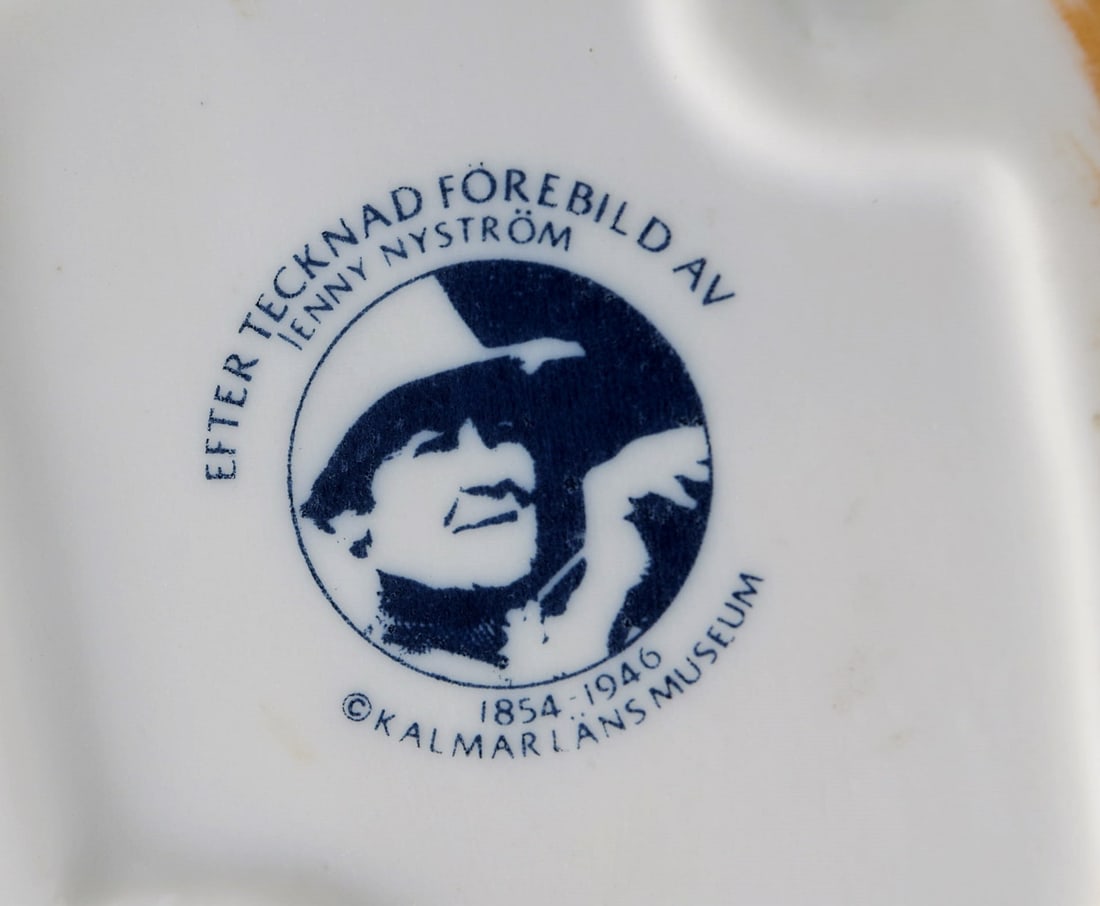 EFTER TECKNAD FÖREBILD AV
JENNY NYSTRÖM
1854-1946
©KALMAR LÄNS MUSEUM